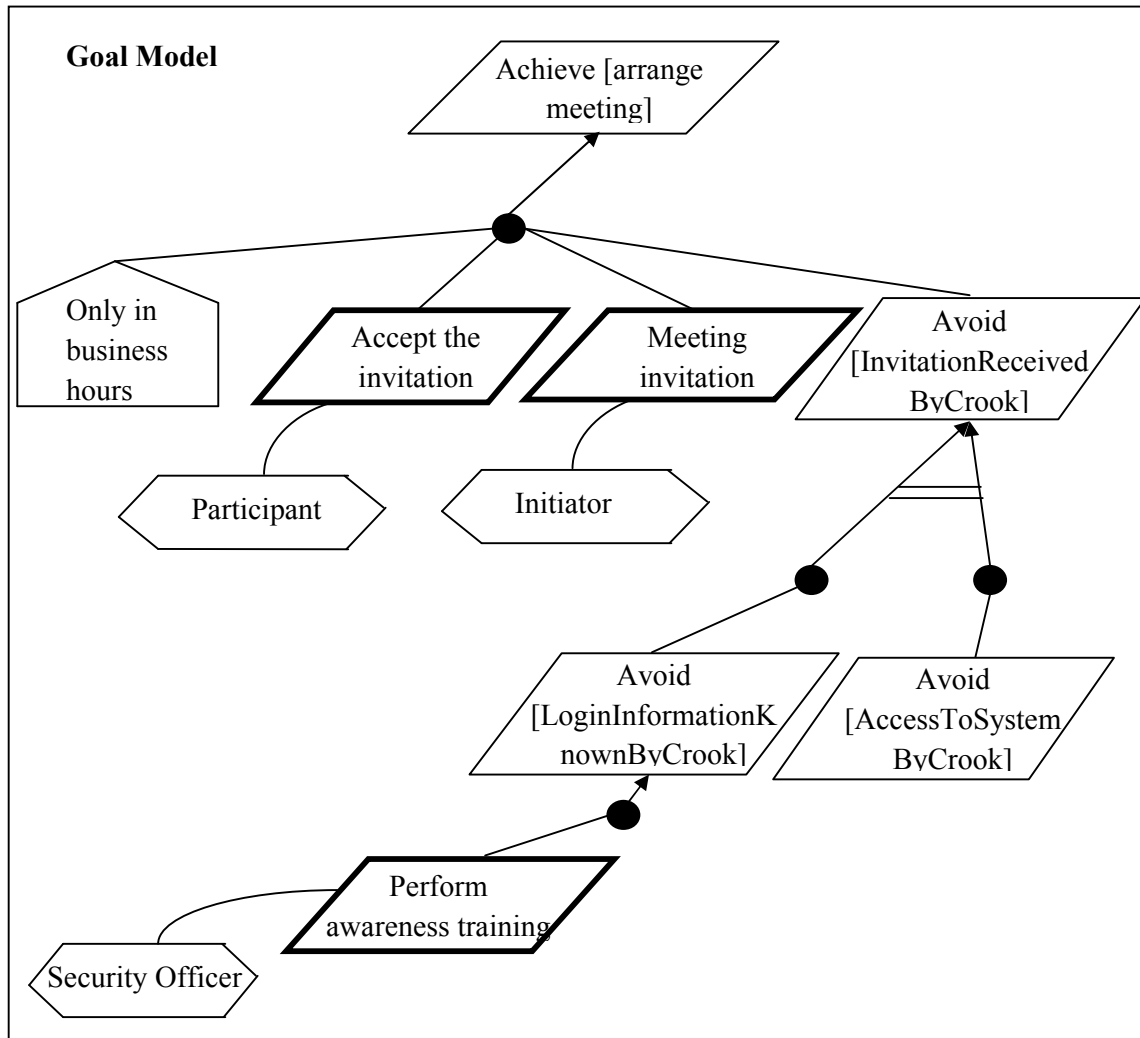 Goal Model
Achieve [arrange
meeting]
Only in
business
hours
Accept the
invitation
Meeting
invitation
Avoid
[InvitationReceived
ByCrook]
Participant
Initiator
Avoid
[LoginInformationK
nownByCrook]
Avoid
[AccessToSystem
ByCrook]
Perform
awareness training
Security Officer